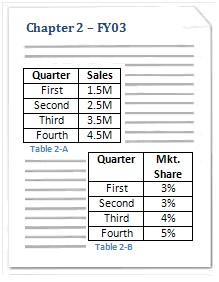 Chapter 2 – FY03
Quarter Sales
First 1.5M
Second 2.5M
Third 3.5M
Fourth 4.5M
Table 2-A
Quarter Mkt.
Share
First 3%
Second 3%
Third 4%
Fourth 5%
Table 2-B